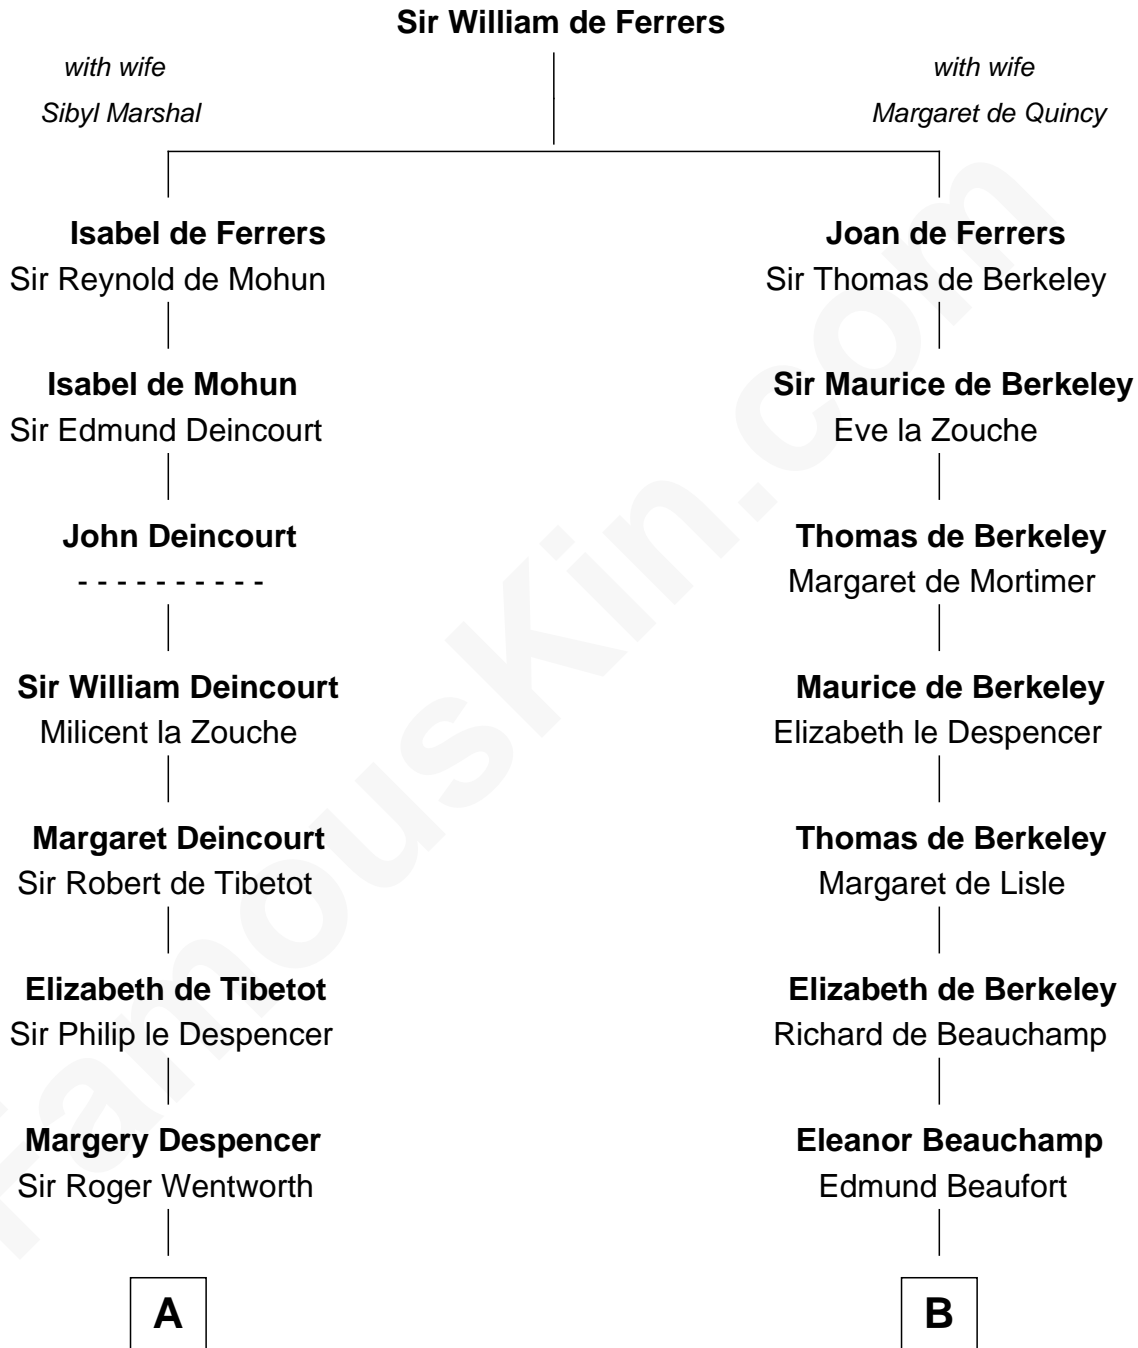 Sir William de Ferrers
with wife
Sibyl Marshal
with wife
Margaret de Quincy
Isabel de Ferrers
Sir Reynold de Mohun
Joan de Ferrers
Sir Thomas de Berkeley
Isabel de Mohun
Sir Edmund Deincourt
Sir Maurice de Berkeley
Eve la Zouche
John Deincourt
- - - - - - - - - -
Thomas de Berkeley
Margaret de Mortimer
Sir William Deincourt
Milicent la Zouche
Maurice de Berkeley
Elizabeth le Despencer
Margaret Deincourt
Sir Robert de Tibetot
Thomas de Berkeley
Margaret de Lisle
Elizabeth de Tibetot
Sir Philip le Despencer
Elizabeth de Berkeley
Richard de Beauchamp
Margery Despencer
Sir Roger Wentworth
Eleanor Beauchamp
Edmund Beaufort
A
B
FamousKin.com